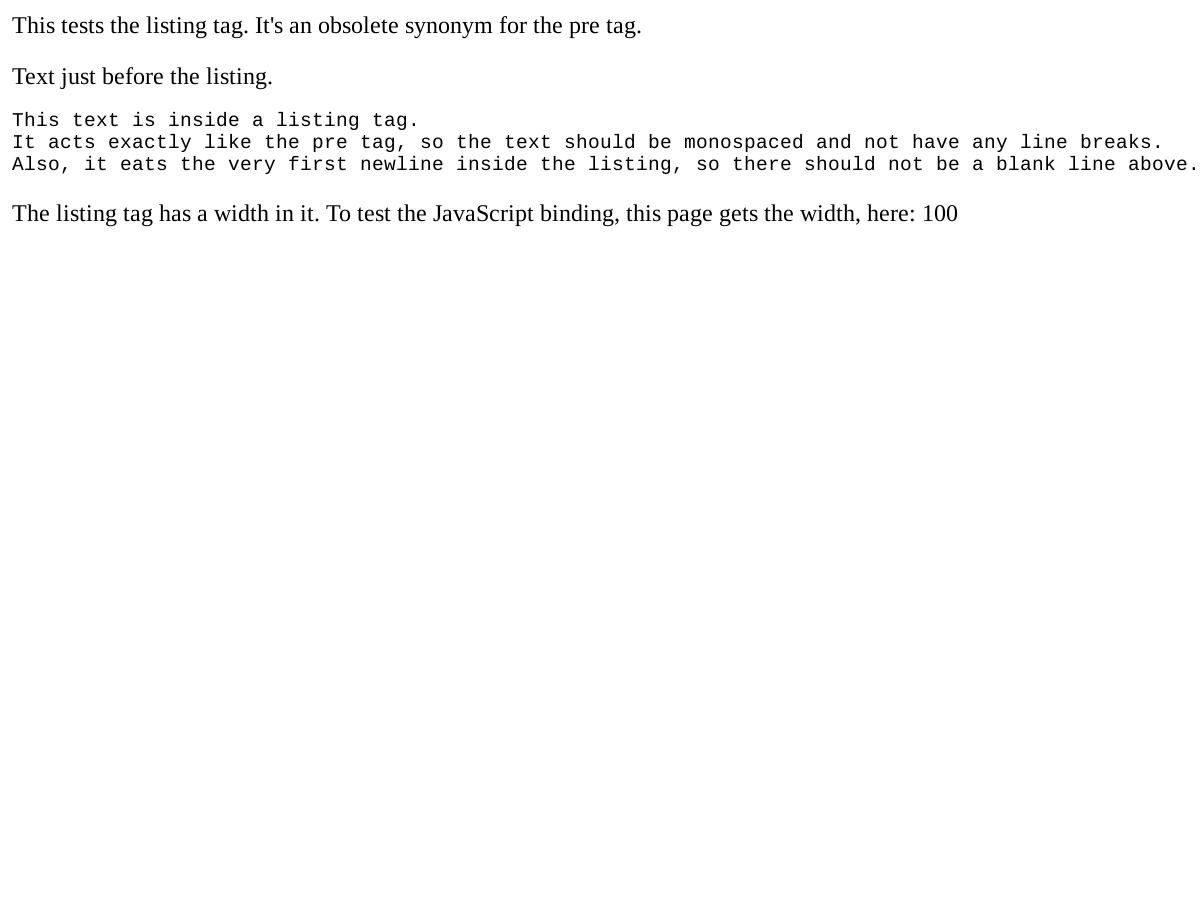 This tests the listing tag. It's an obsolete synonym for the pre tag.
Text just before the listing.
This text is inside a listing tag.
It acts exactly like the pre tag, so the text should be monospaced and not have any line breaks.
Also, it eats the very first newline inside the listing, so there should not be a blank line above.
The listing tag has a width in it. To test the JavaScript binding, this page gets the width, here: 100